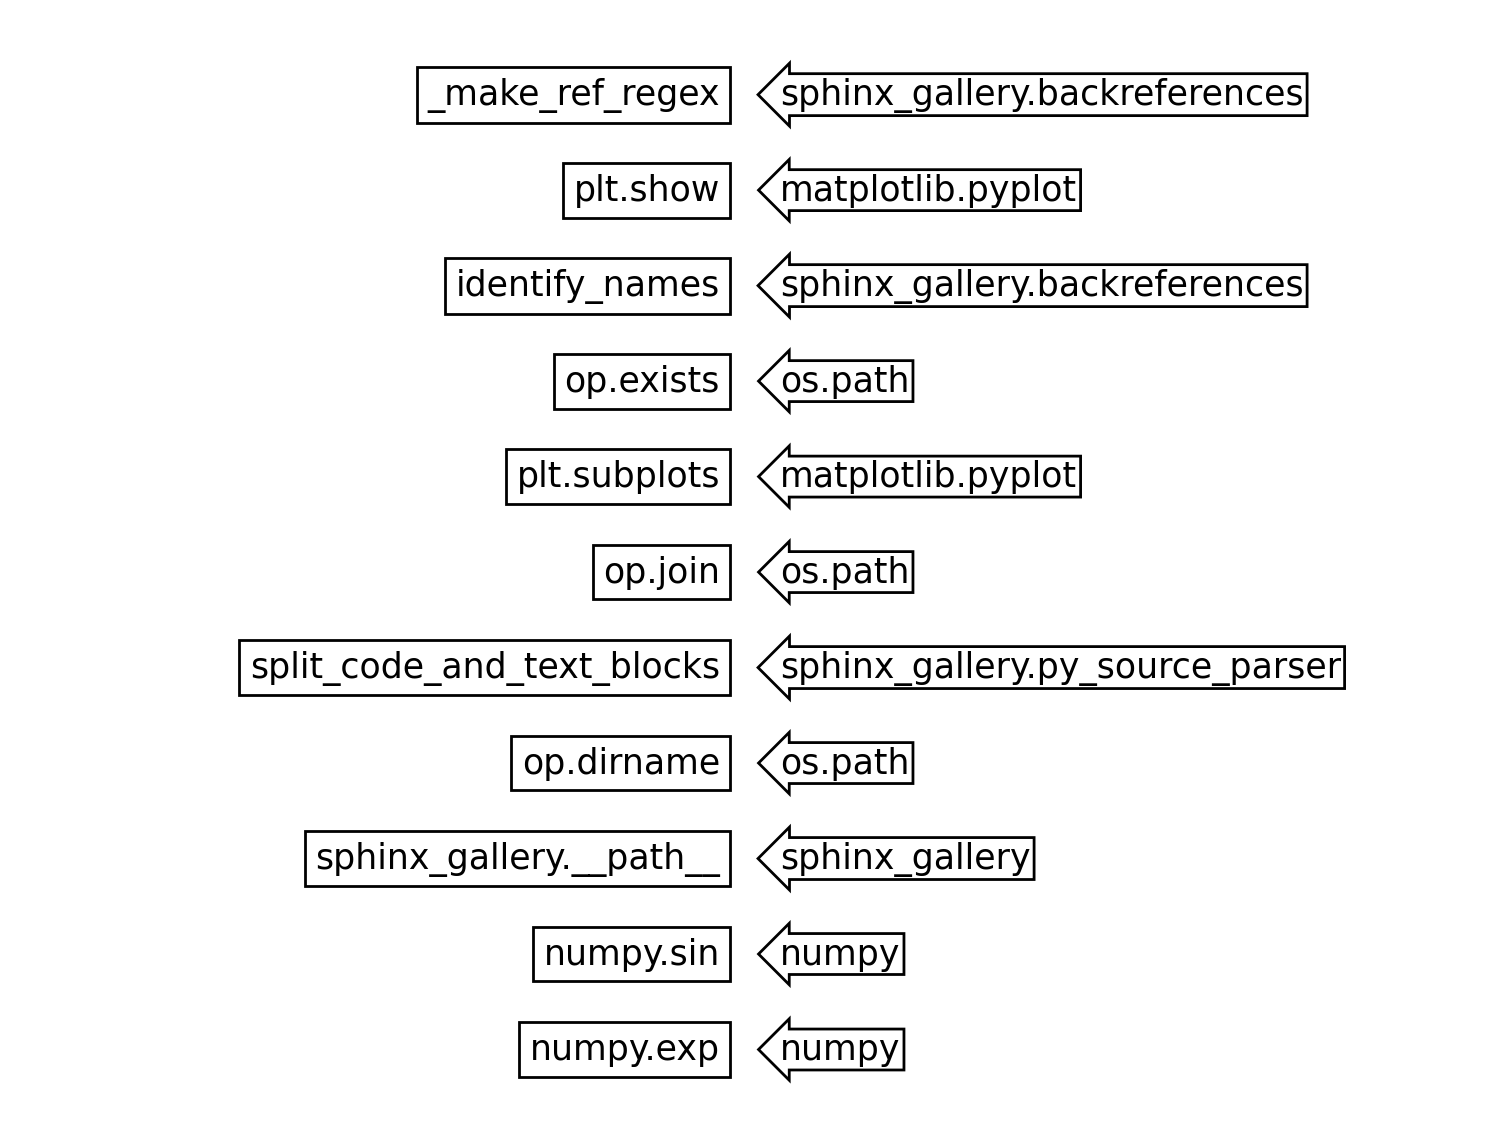 _make_ref_regex sphinx_gallery.backreferences
plt.show matplotlib.pyplot
identify_names sphinx_gallery.backreferences
op.exists os.path
plt.subplots matplotlib.pyplot
op.join os.path
split_code_and_text_blocks sphinx_gallery.py_source_parser
op.dirname os.path
sphinx_gallery.__path__ sphinx_gallery
numpy.sin numpy
numpy.exp numpy